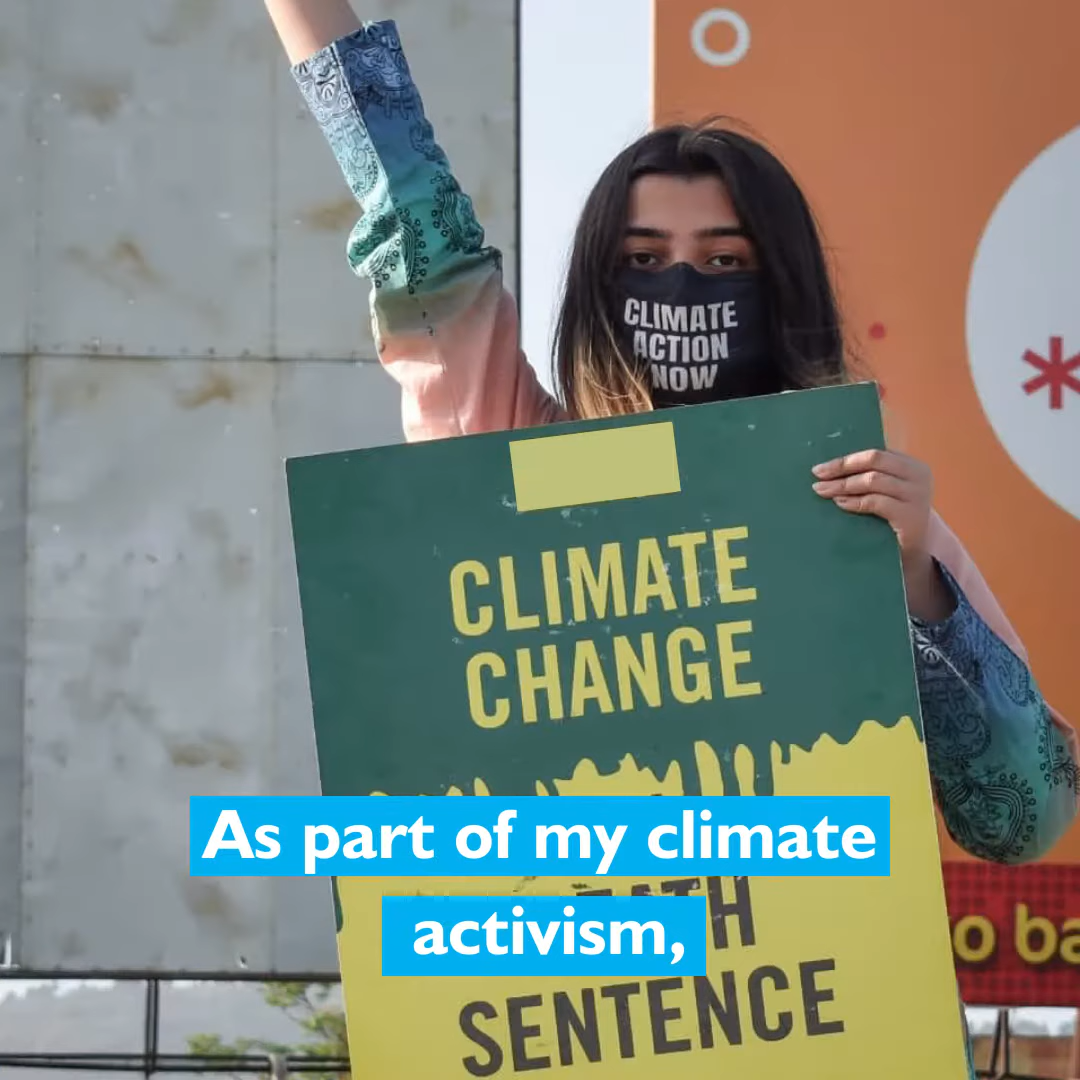 CLIMATE
ACTION
NOW
CLIMATE
CHANGE
As part of my climate
activism,
SENTENCE